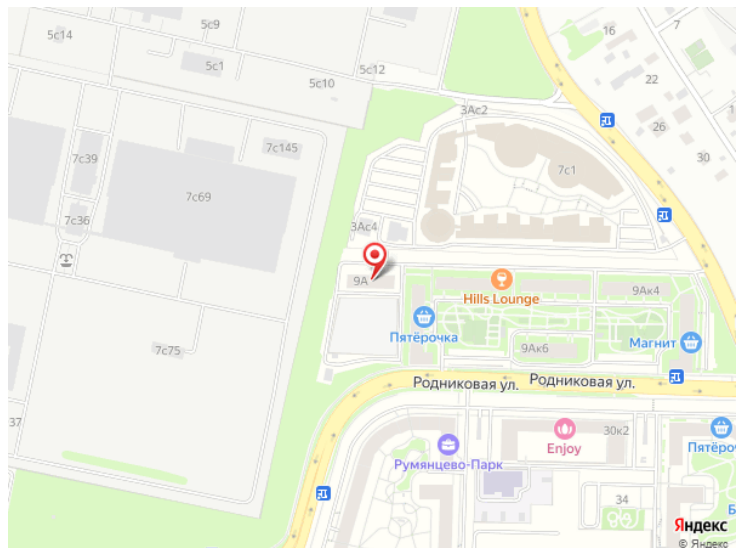 5с14
5с9
16
7
5с1
5с12
22
5с10
3Ас2
26
7с145
7с39
30
7с1
7с69
7с36
3Ас4
9А
9Ак4
Hills Lounge
Пятёрочка
Магнит
7с75
9Ак6
Родниковая ул.
Родниковая ул.
37
30к2
Enjoy
Пятёроч
Румянцево-Парк
34
Б
Яндекс
© Яндекс